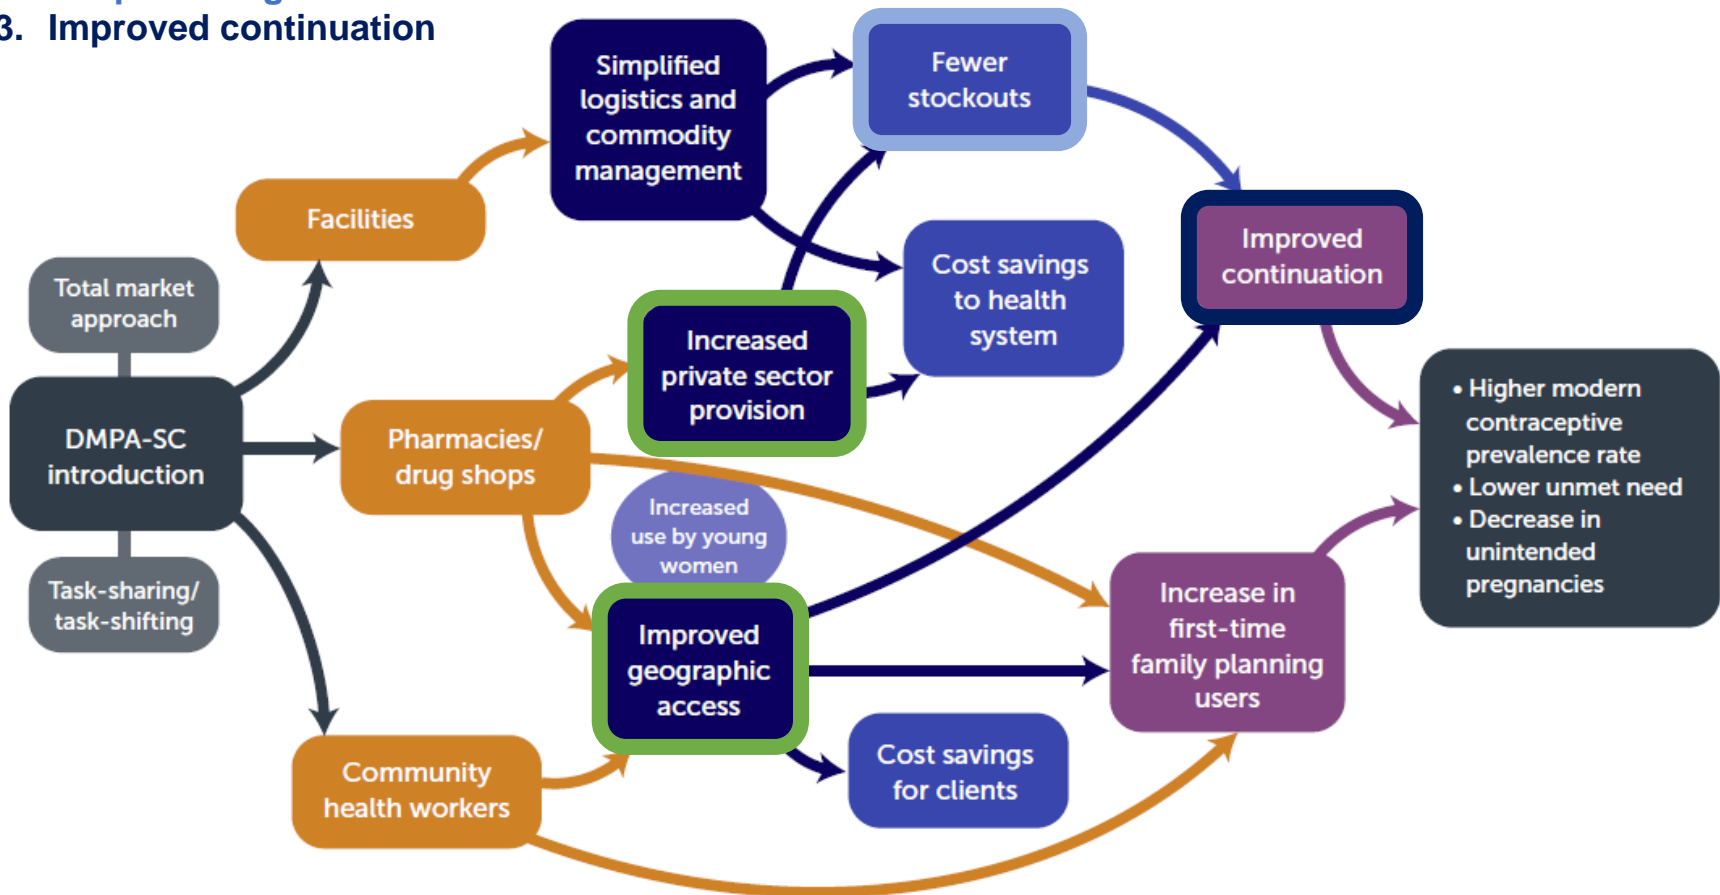 3. Improved continuation
Simplified
logistics and
commodity
management
Fewer
stockouts
Facilities
Improved
continuation
Cost savings
to health
system
Total market
approach
Increased
private sector
provision
• Higher modern
contraceptive
prevalence rate
• Lower unmet need
• Decrease in
unintended
pregnancies
DMPA-SC
introduction
Pharmacies/
drug shops
Increased
use by young
women
Task-sharing/
task-shifting
Improved
geographic
access
Increase in
first-time
family planning
users
Community
health workers
Cost savings
for clients